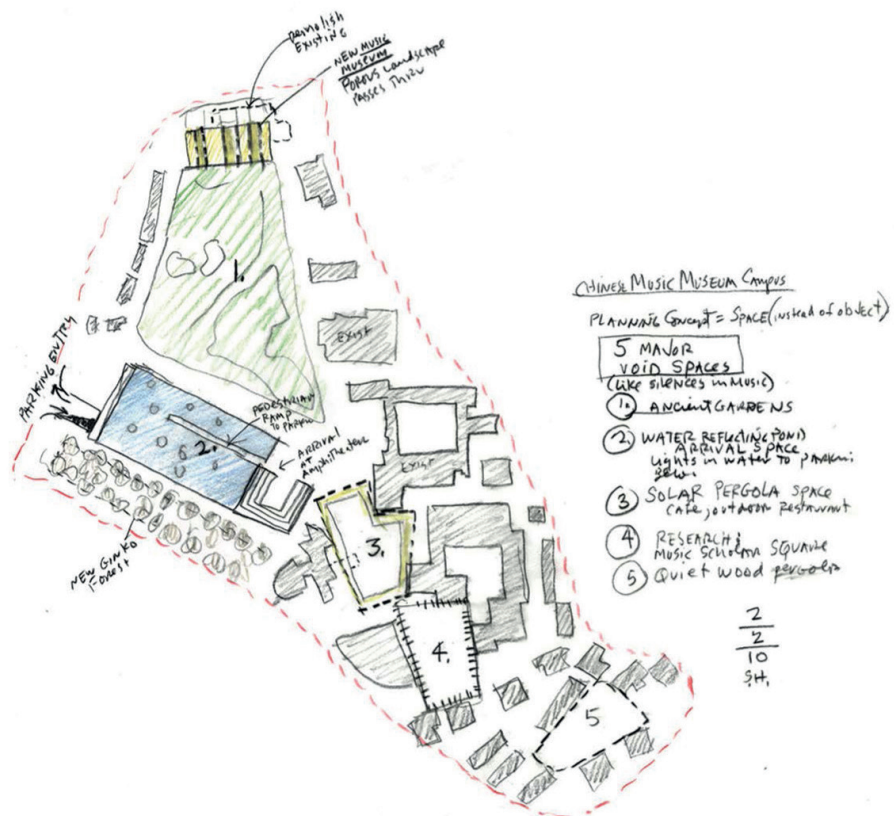 Demolish
EXISTING
NEW MUSIC
MUSEUM
POROUS Landscape
PASSES THRU
1.
EXIST
PARKING ENTRY
PEDESTRIAN
RAMP
TO PARKING
2.
ARRIVAL
AT
Amphitheatre
EXIST
3.
NEW GINKO
Forest
4.
5
CHINESE MUSIC MUSEUM CAMPUS
PLANNING Concept = SPACE (instead of object)
5 MAJOR
VOID SPACES
(Like silences in MUSIC)
1. ANCIENT GARDENS
2 WATER REFLECTING POND
ARRIVAL SPACE
Lights in WATER TO PARKING
below
3 SOLAR PERGOLA SPACE
CAFE, OUTDOOR RESTAURANT
4 RESEARCH;
MUSIC SCHOLAR SQUARE
5 Quiet wood pergola
2
2
10
S.H.